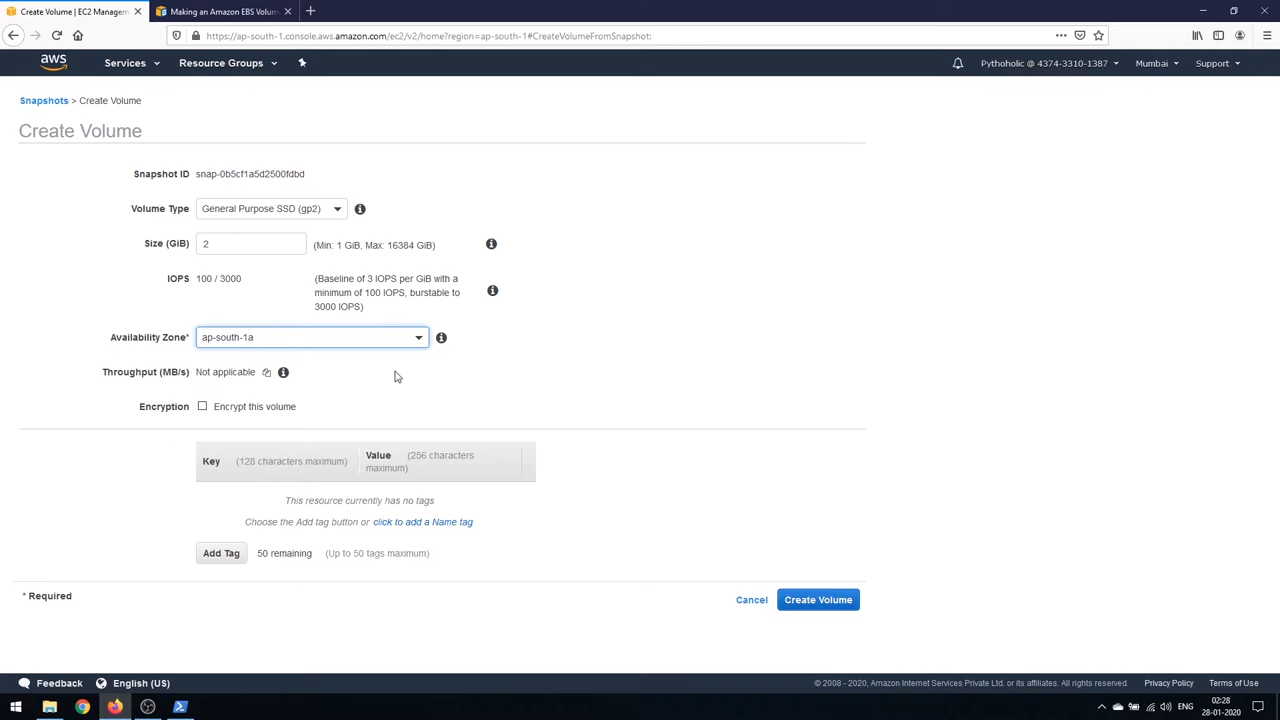 Create Volume | EC2 Managem
Making an Amazon EBS Volum
https://ap-south-1.console.aws.amazon.com/ec2/v2/home?region=ap-south-1#CreateVolumeFromSnapshot:
aws
Services
Resource Groups
Pythoholic @ 4374-3310-1387
Mumbai
Support
Snapshots > Create Volume
Create Volume
Snapshot ID snap-0b5cf1a5d2500fdbd
Volume Type General Purpose SSD (gp2)
Size (GiB) 2 (Min: 1 GiB, Max: 16384 GiB)
IOPS 100 / 3000 (Baseline of 3 IOPS per GiB with a
minimum of 100 IOPS, burstable to
3000 IOPS)
Availability Zone* ap-south-1a
Throughput (MB/s) Not applicable
Encryption Encrypt this volume
Key (128 characters maximum) Value (256 characters
maximum)
This resource currently has no tags
Choose the Add tag button or click to add a Name tag
Add Tag 50 remaining (Up to 50 tags maximum)
* Required
Cancel Create Volume
Feedback English (US) © 2008 - 2020, Amazon Internet Services Private Ltd. or its affiliates. All rights reserved. Privacy Policy Terms of Use
ENG
02:28
28-01-2020